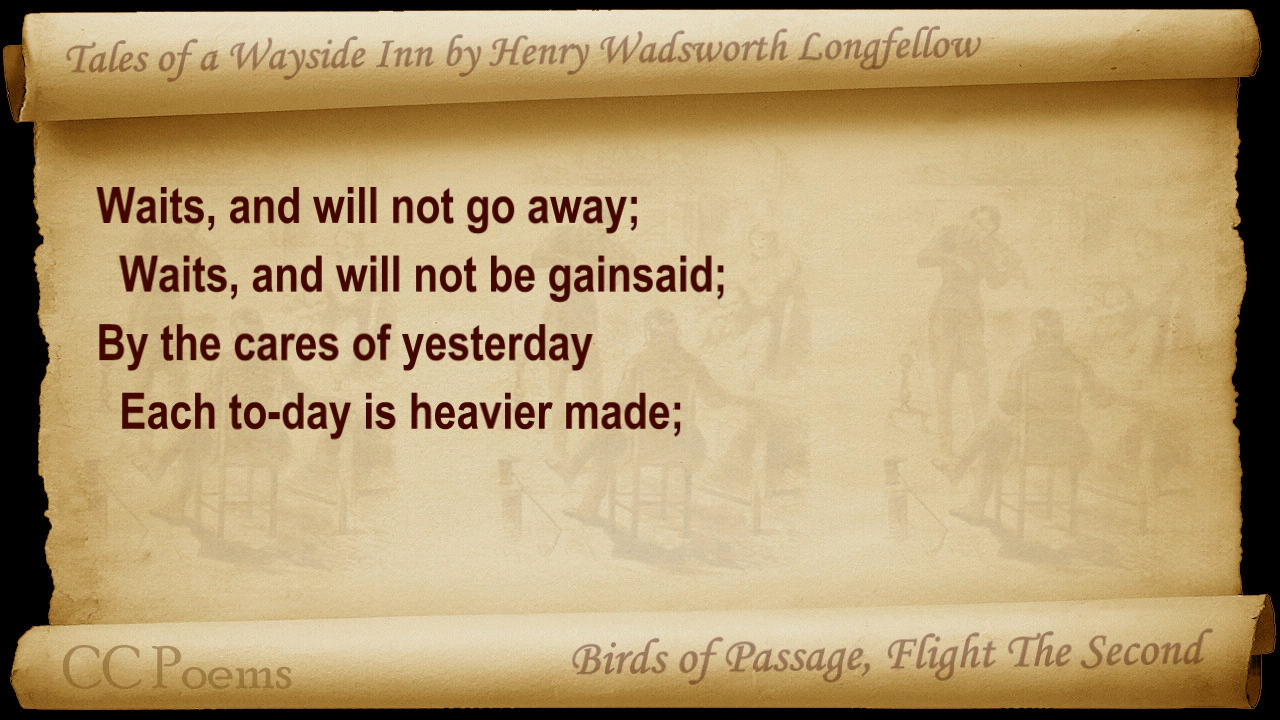 Tales of a Wayside Inn by Henry Wadsworth Longfellow
Waits, and will not go away;
Waits, and will not be gainsaid;
By the cares of yesterday
Each to-day is heavier made;
CC Poems
Birds of Passage, Flight The Second